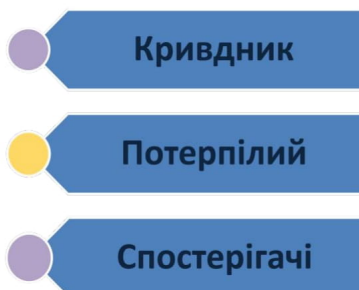 Кривдник
Потерпілий
Спостерігачі